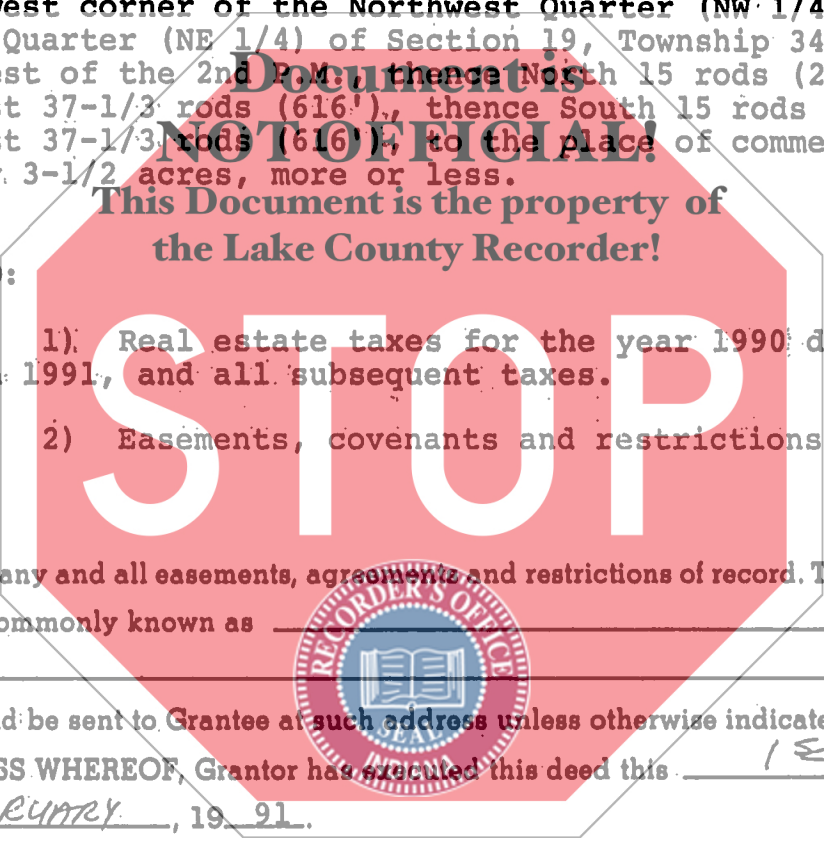 west corner of the Northwest Quarter (NW 1/4
Quarter (NE 1/4) of Section 19, Township 34
est of the 2nd P.M., thence North 15 rods (2
st 37-1/3 rods (616'), thence South 15 rods
st 37-1/3 rods (616'), to the place of comme
3-1/2 acres, more or less.
Document is
NOT OFFICIAL!
This Document is the property of
the Lake County Recorder!
):
1) Real estate taxes for the year 1990 d
1991, and all subsequent taxes.
2) Easements, covenants and restrictions
STOP
any and all easements, agreements and restrictions of record. T
ommonly known as
RECORDER'S OFFICE
SEAL
INDIANA
d be sent to Grantee at such address unless otherwise indicate
SS WHEREOF, Grantor has executed this deed this
RUARY, 19 91.